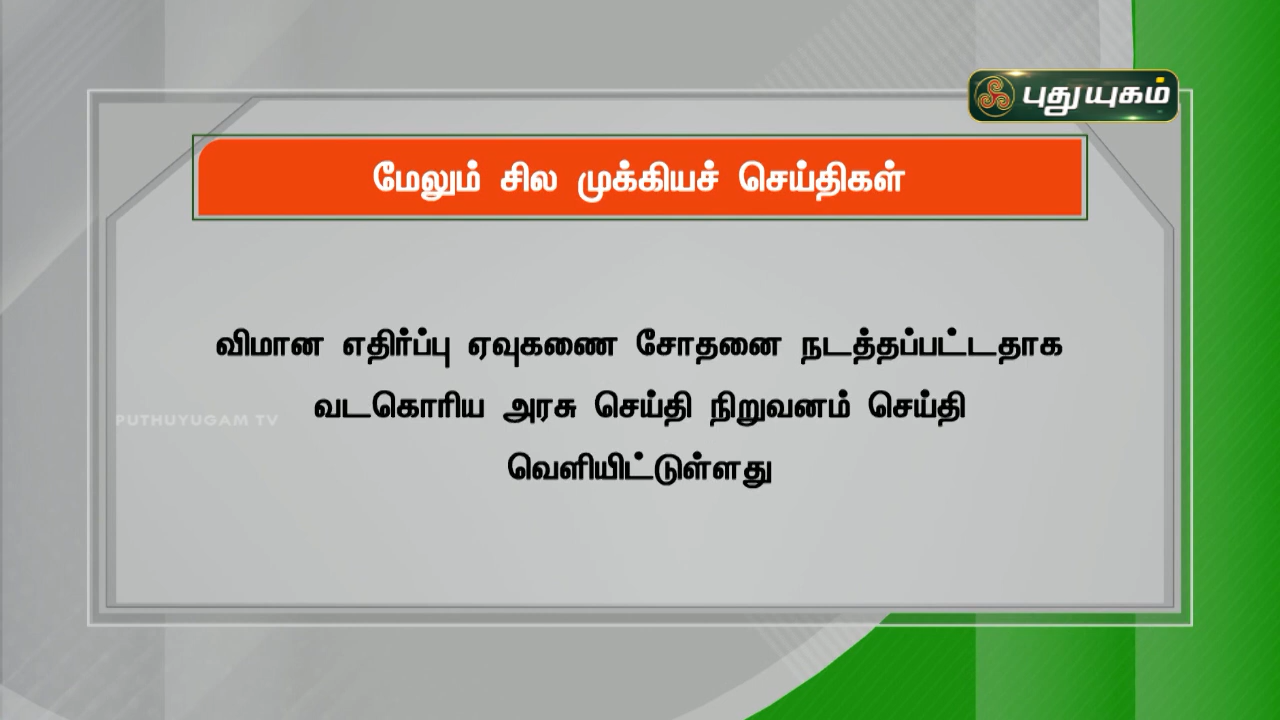 புதுயுகம்
மேலும் சில முக்கியச் செய்திகள்
விமான எதிர்ப்பு ஏவுகணை சோதனை நடத்தப்பட்டதாக
வடகொரிய அரசு செய்தி நிறுவனம் செய்தி
வெளியிட்டுள்ளது
PUTHUYUGAM TV